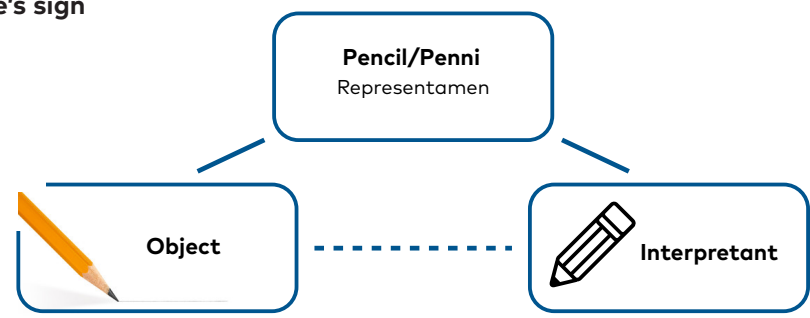 sign
Pencil/Penni
Representamen
Object
Interpretant